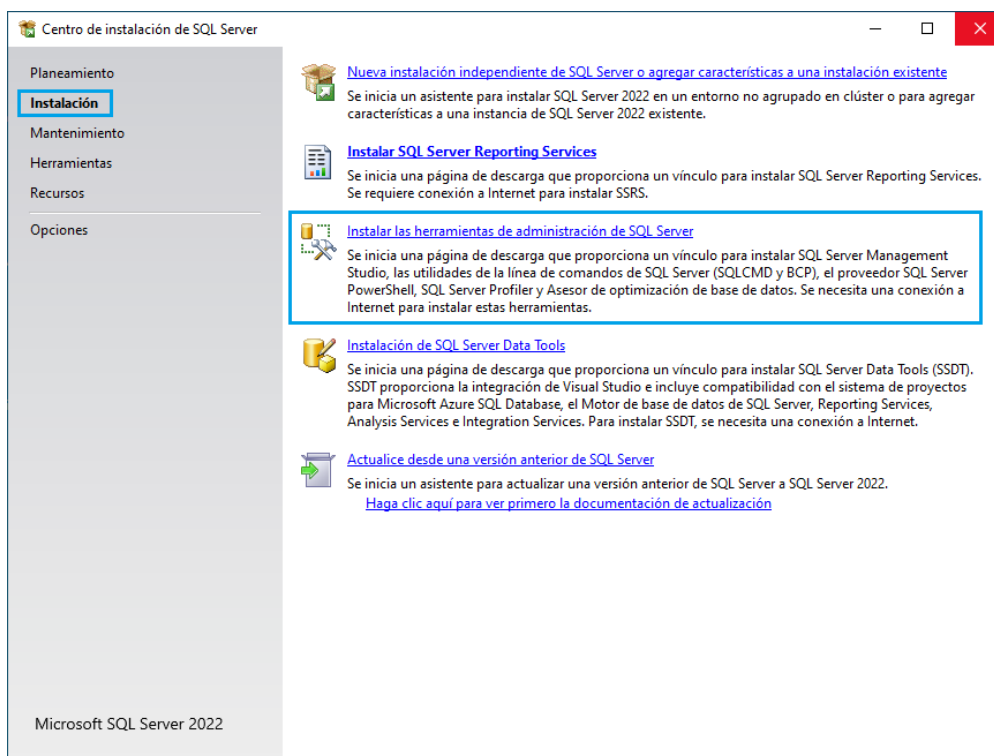 Centro de instalación de SQL Server
Planeamiento
Instalación
Mantenimiento
Herramientas
Recursos
Opciones
Nueva instalación independiente de SQL Server o agregar características a una instalación existente
Se inicia un asistente para instalar SQL Server 2022 en un entorno no agrupado en clúster o para agregar
características a una instancia de SQL Server 2022 existente.
Instalar SQL Server Reporting Services
Se inicia una página de descarga que proporciona un vínculo para instalar SQL Server Reporting Services.
Se requiere conexión a Internet para instalar SSRS.
Instalar las herramientas de administración de SQL Server
Se inicia una página de descarga que proporciona un vínculo para instalar SQL Server Management
Studio, las utilidades de la línea de comandos de SQL Server (SQLCMD y BCP), el proveedor SQL Server
PowerShell, SQL Server Profiler y Asesor de optimización de base de datos. Se necesita una conexión a
Internet para instalar estas herramientas.
Instalación de SQL Server Data Tools
Se inicia una página de descarga que proporciona un vínculo para instalar SQL Server Data Tools (SSDT).
SSDT proporciona la integración de Visual Studio e incluye compatibilidad con el sistema de proyectos
para Microsoft Azure SQL Database, el Motor de base de datos de SQL Server, Reporting Services,
Analysis Services e Integration Services. Para instalar SSDT, se necesita una conexión a Internet.
Actualice desde una versión anterior de SQL Server
Se inicia un asistente para actualizar una versión anterior de SQL Server a SQL Server 2022.
Haga clic aquí para ver primero la documentación de actualización
Microsoft SQL Server 2022